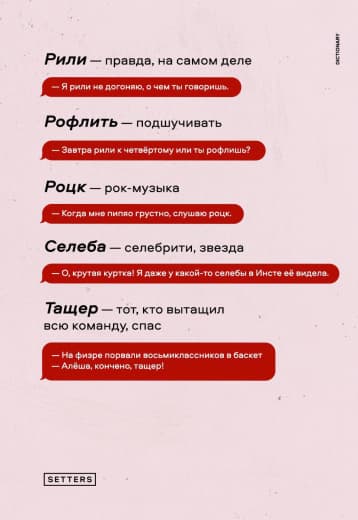 DICTIONARY
Рили — правда, на самом деле
— Я рили не догоняю, о чем ты говоришь.
Рофлить — подшучивать
— Завтра рили к четвёртому или ты рофлишь?
Роцк — рок-музыка
— Когда мне пипяо грустно, слушаю роцк.
Селеба — селебрити, звезда
— О, крутая куртка! Я даже у какой-то селебы в Инсте её видела.
Тащер — тот, кто вытащил
всю команду, спас
— На физре порвали восьмиклассников в баскет
— Алёша, кончено, тащер!
SETTERS